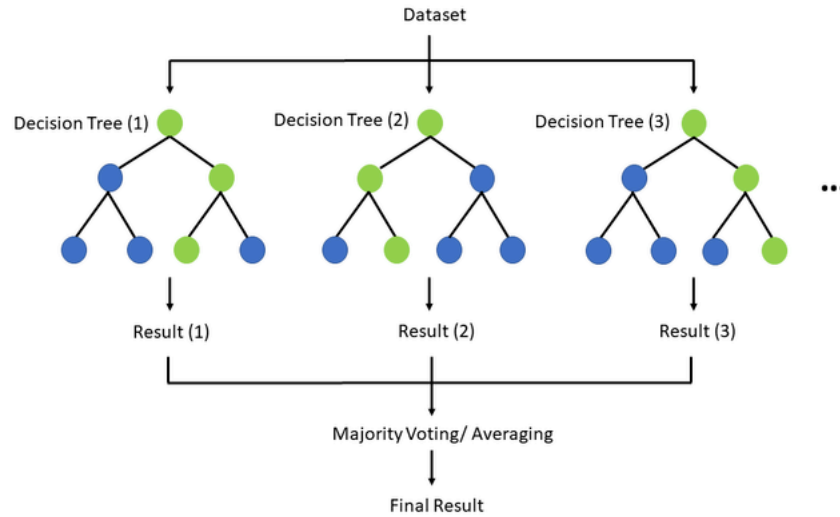 Dataset
Decision Tree (1)
Decision Tree (2)
Decision Tree (3)
...
Result (1)
Result (2)
Result (3)
Majority Voting/ Averaging
Final Result